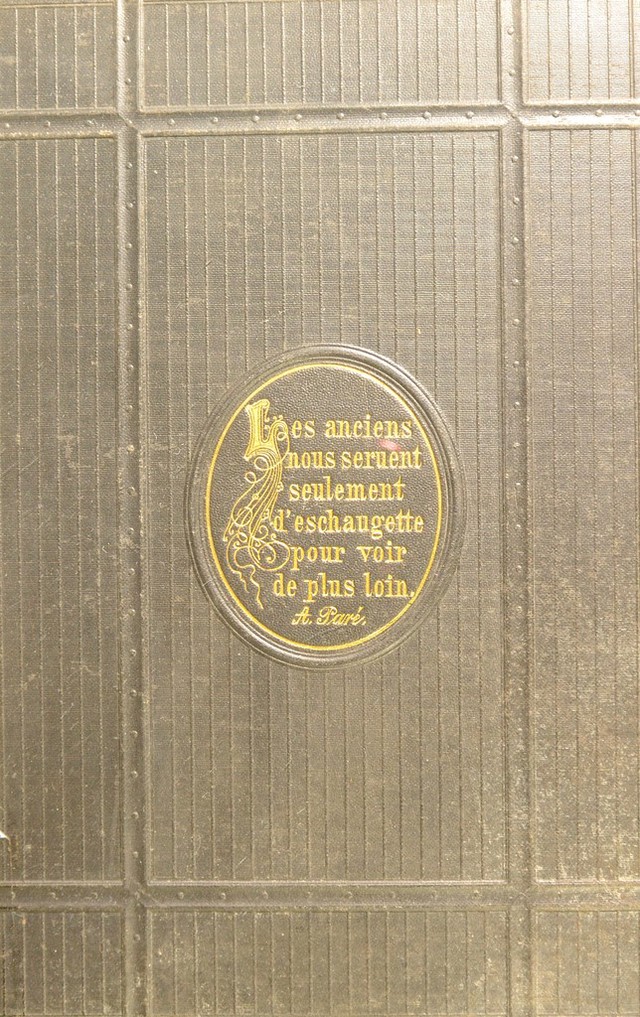 Les anciens
nous seruent
seulement
d'eschaugette
pour voir
de plus loin.
A. Paré.